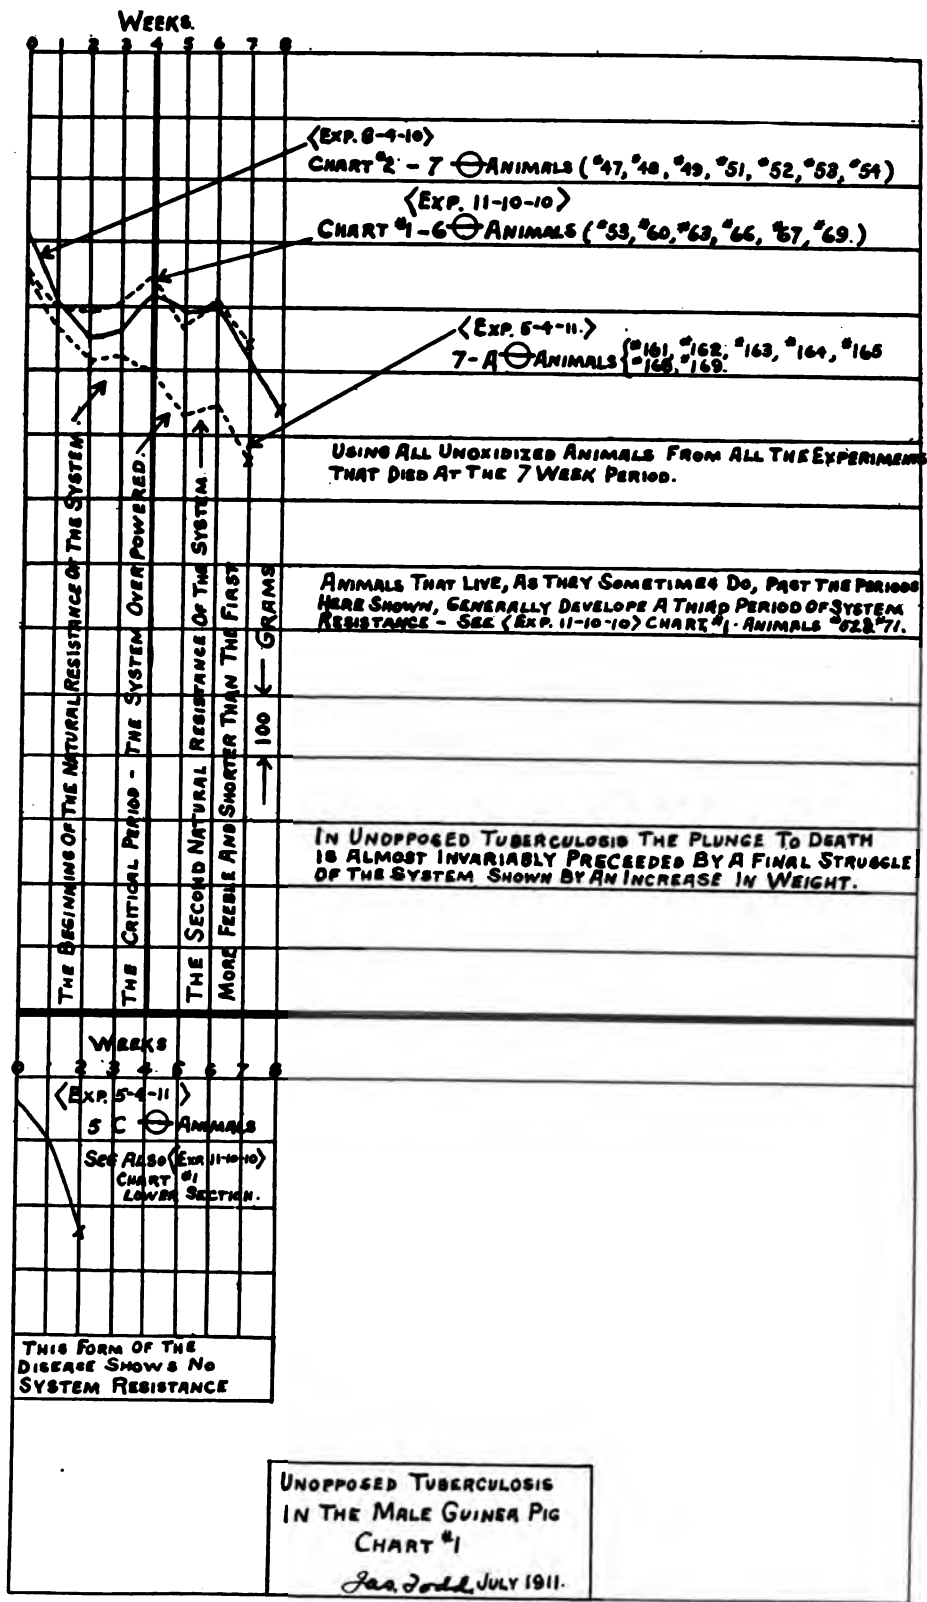 WEEKS.
0 1 2 3 4 5 6 7 8
<EXP. 8-4-10>
CHART #2 - 7 ⊖ ANIMALS (#47, #48, #49, #51, #52, #53, #54)
<EXP. 11-10-10>
CHART #1-6 ⊖ ANIMALS (#53, #60, #63, #66, #67, #69.)
<EXP. 5-4-11.>
7-A ⊖ ANIMALS {#161, #162, #163, #164, #165
#168, #169.
USING ALL UNOXIDIZED ANIMALS FROM ALL THE EXPERIMENTS
THAT DIED AT THE 7 WEEK PERIOD.
THE BEGINNING OF THE NATURAL RESISTANCE OF THE SYSTEM.
THE CRITICAL PERIOD - THE SYSTEM OVERPOWERED.
THE SECOND NATURAL RESISTANCE OF THE SYSTEM.
MORE FEEBLE AND SHORTER THAN THE FIRST
100 GRAMS
ANIMALS THAT LIVE, AS THEY SOMETIMES DO, PAST THE PERIODS
HERE SHOWN, GENERALLY DEVELOPE A THIRD PERIOD OF SYSTEM
RESISTANCE - SEE <EXP. 11-10-10> CHART #1. ANIMALS #62&#71.
IN UNOPPOSED TUBERCULOSIS THE PLUNGE TO DEATH
IS ALMOST INVARIABLY PRECEEDED BY A FINAL STRUGGLE
OF THE SYSTEM SHOWN BY AN INCREASE IN WEIGHT.
WEEKS
0 2 3 4 5 6 7 8
<EXP. 5-4-11>
5 C ⊖ ANIMALS
SEE ALSO <EXP. 11-10-10>
CHART #1
LOWER SECTION.
THIS FORM OF THE
DISEASE SHOWS NO
SYSTEM RESISTANCE
UNOPPOSED TUBERCULOSIS
IN THE MALE GUINEA PIG
CHART #1
Jas. Todd, JULY 1911.